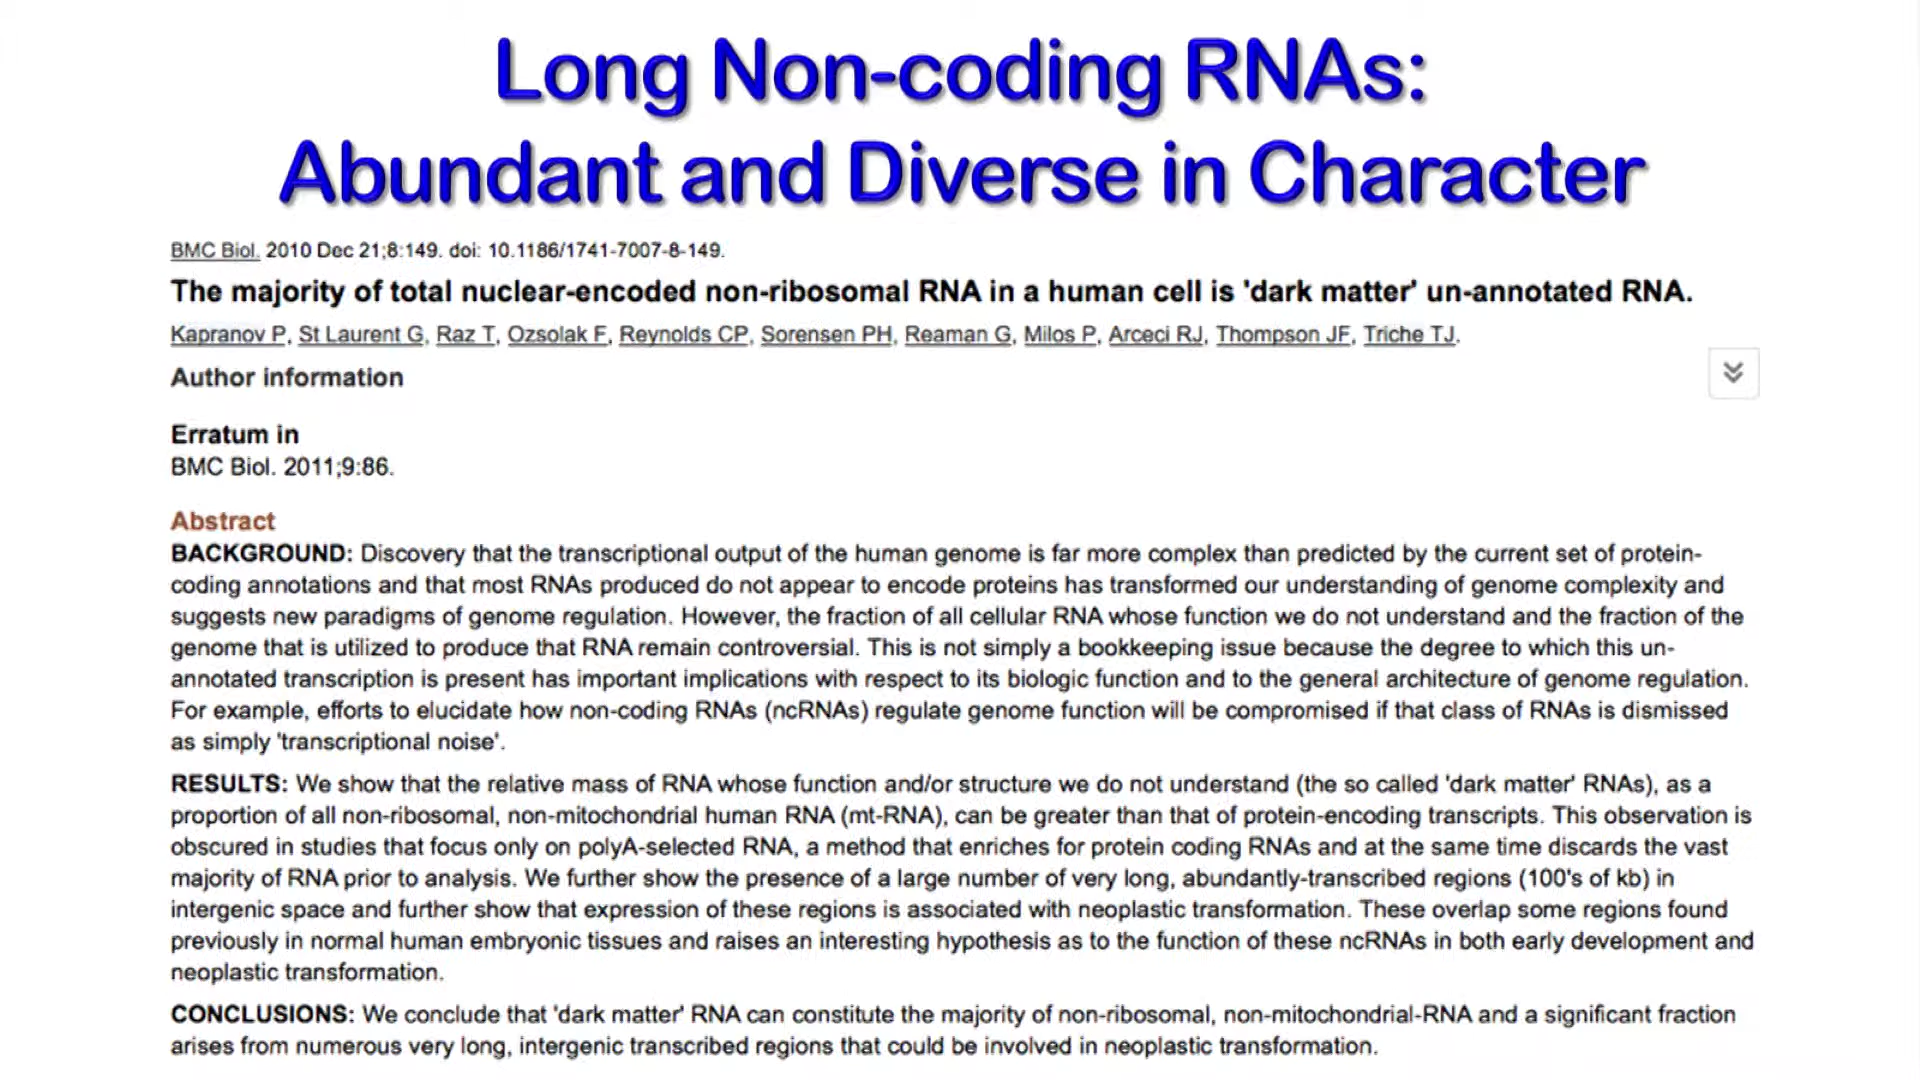 Long Non-coding RNAs:
Abundant and Diverse in Character
BMC Biol. 2010 Dec 21;8:149. doi: 10.1186/1741-7007-8-149.
The majority of total nuclear-encoded non-ribosomal RNA in a human cell is 'dark matter' un-annotated RNA.
Kapranov P, St Laurent G, Raz T, Ozsolak F, Reynolds CP, Sorensen PH, Reaman G, Milos P, Arceci RJ, Thompson JF, Triche TJ.
Author information
Erratum in
BMC Biol. 2011;9:86.
Abstract
BACKGROUND: Discovery that the transcriptional output of the human genome is far more complex than predicted by the current set of protein-
coding annotations and that most RNAs produced do not appear to encode proteins has transformed our understanding of genome complexity and
suggests new paradigms of genome regulation. However, the fraction of all cellular RNA whose function we do not understand and the fraction of the
genome that is utilized to produce that RNA remain controversial. This is not simply a bookkeeping issue because the degree to which this un-
annotated transcription is present has important implications with respect to its biologic function and to the general architecture of genome regulation.
For example, efforts to elucidate how non-coding RNAs (ncRNAs) regulate genome function will be compromised if that class of RNAs is dismissed
as simply 'transcriptional noise'.
RESULTS: We show that the relative mass of RNA whose function and/or structure we do not understand (the so called 'dark matter' RNAs), as a
proportion of all non-ribosomal, non-mitochondrial human RNA (mt-RNA), can be greater than that of protein-encoding transcripts. This observation is
obscured in studies that focus only on polyA-selected RNA, a method that enriches for protein coding RNAs and at the same time discards the vast
majority of RNA prior to analysis. We further show the presence of a large number of very long, abundantly-transcribed regions (100's of kb) in
intergenic space and further show that expression of these regions is associated with neoplastic transformation. These overlap some regions found
previously in normal human embryonic tissues and raises an interesting hypothesis as to the function of these ncRNAs in both early development and
neoplastic transformation.
CONCLUSIONS: We conclude that 'dark matter' RNA can constitute the majority of non-ribosomal, non-mitochondrial-RNA and a significant fraction
arises from numerous very long, intergenic transcribed regions that could be involved in neoplastic transformation.